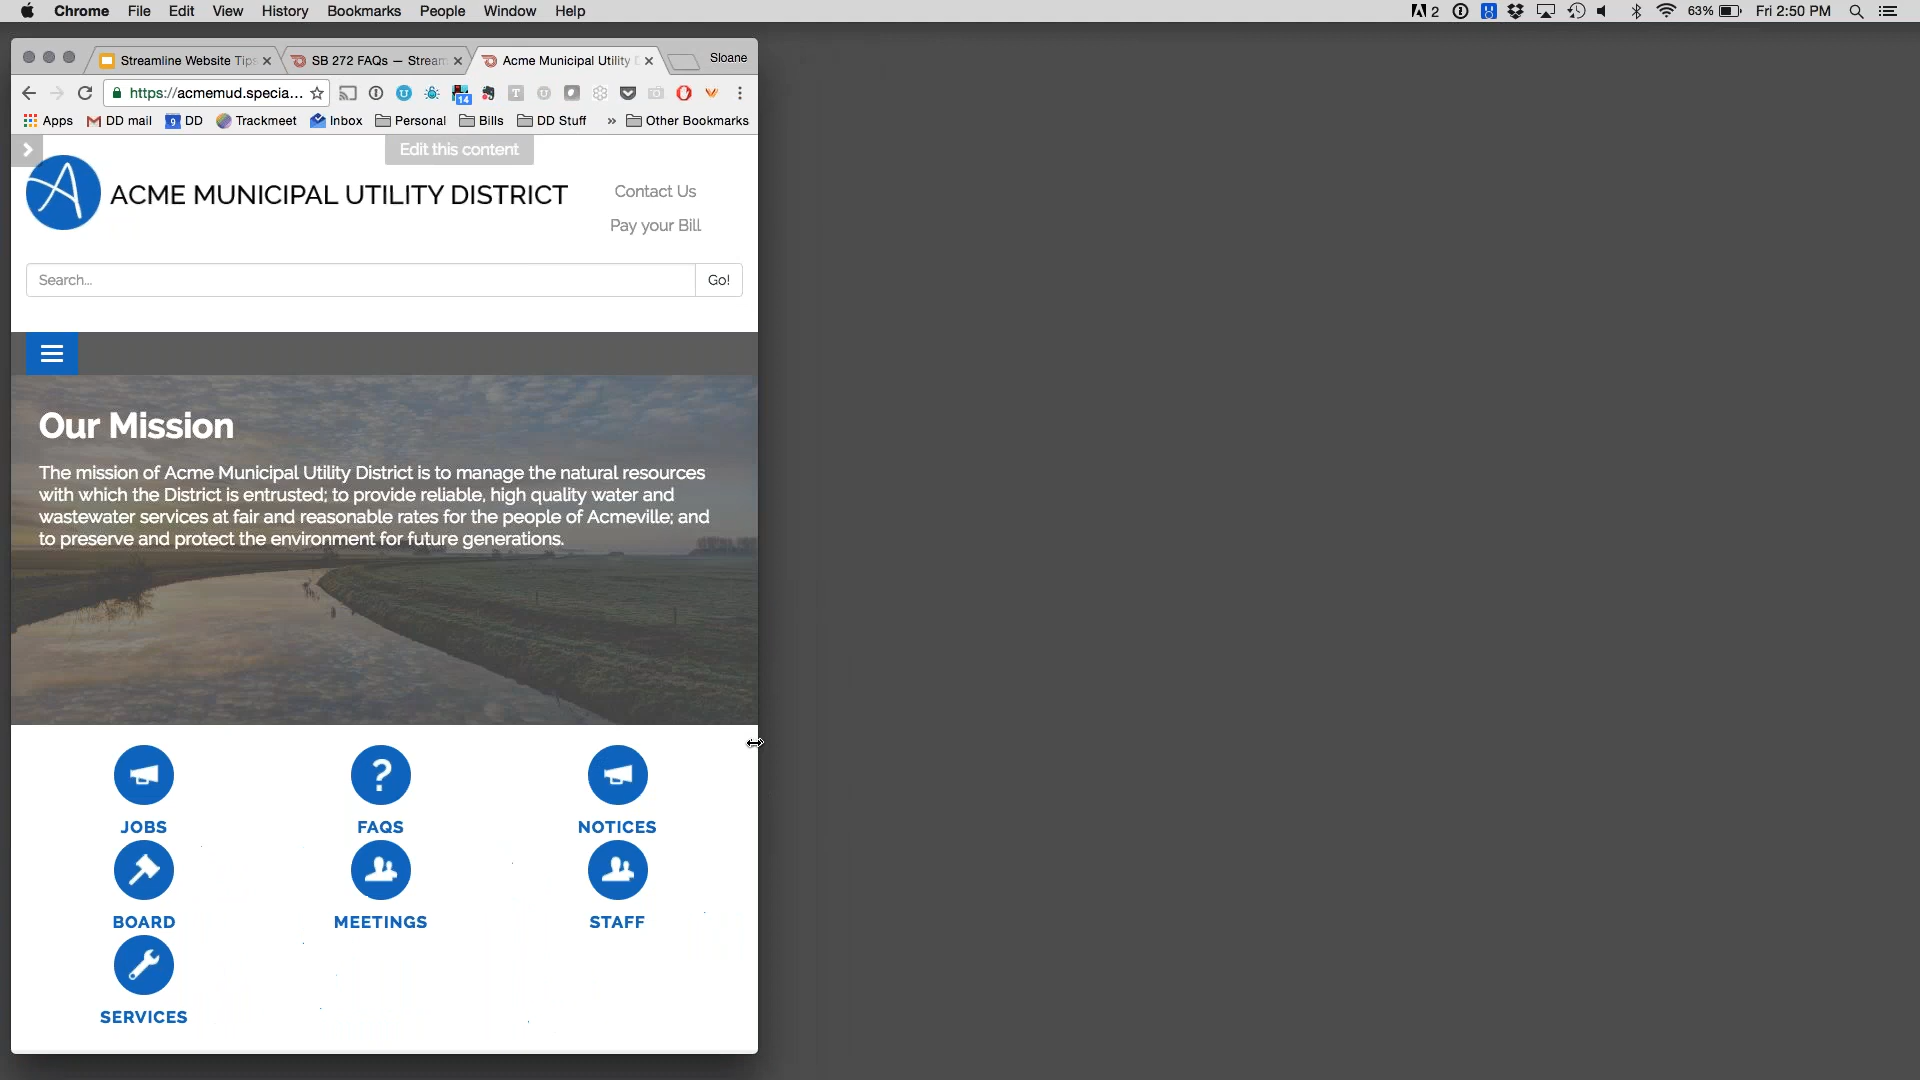 Chrome File Edit View History Bookmarks People Window Help 2 63% Fri 2:50 PM
Streamline Website Tips SB 272 FAQs — Stream Acme Municipal Utility D Sloane
https://acmemud.specia... 14
Apps DD mail 9 DD Trackmeet Inbox Personal Bills DD Stuff » Other Bookmarks
Edit this content
ACME MUNICIPAL UTILITY DISTRICT
Contact Us
Pay your Bill
Search... Go!
Our Mission
The mission of Acme Municipal Utility District is to manage the natural resources
with which the District is entrusted; to provide reliable, high quality water and
wastewater services at fair and reasonable rates for the people of Acmeville; and
to preserve and protect the environment for future generations.
JOBS FAQS NOTICES
BOARD MEETINGS STAFF
SERVICES